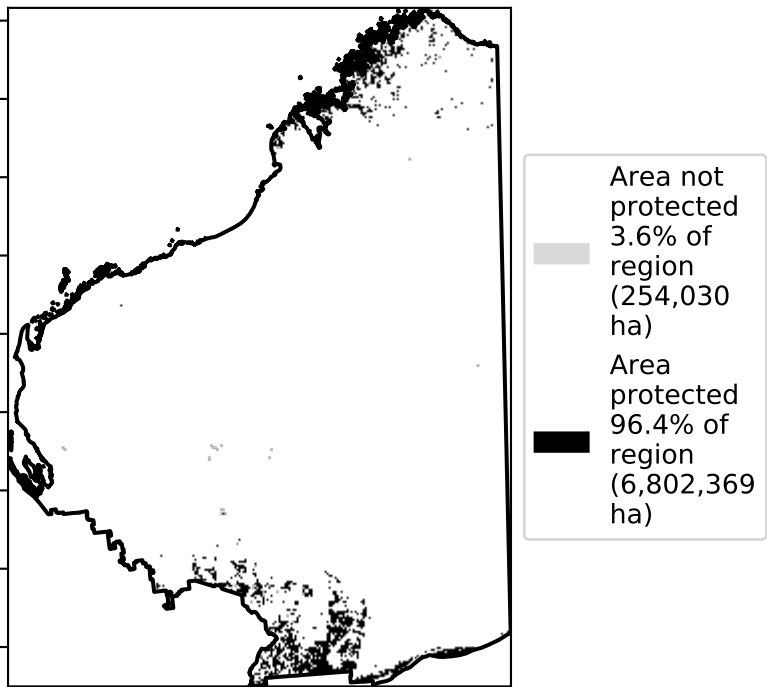 Area not
protected
3.6% of
region
(254,030
ha)
Area
protected
96.4% of
region
(6,802,369
ha)